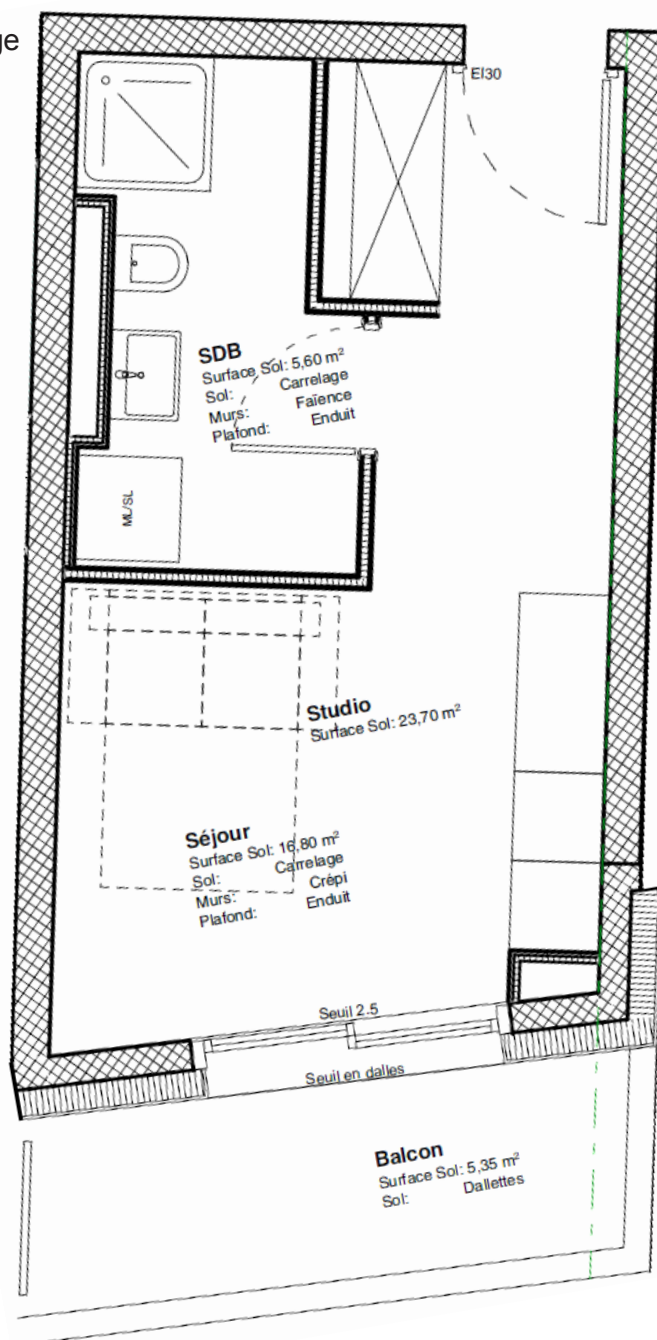 ge
EI30
SDB
Surface Sol: 5,60 m²
Sol: Carrelage
Murs: Faïence
Plafond: Enduit
ML/SL
Studio
Surface Sol: 23,70 m²
Séjour
Surface Sol: 16,80 m²
Sol: Carrelage
Murs: Crépi
Plafond: Enduit
Seuil 2.5
Seuil en dalles
Balcon
Surface Sol: 5,35 m²
Sol: Dallettes